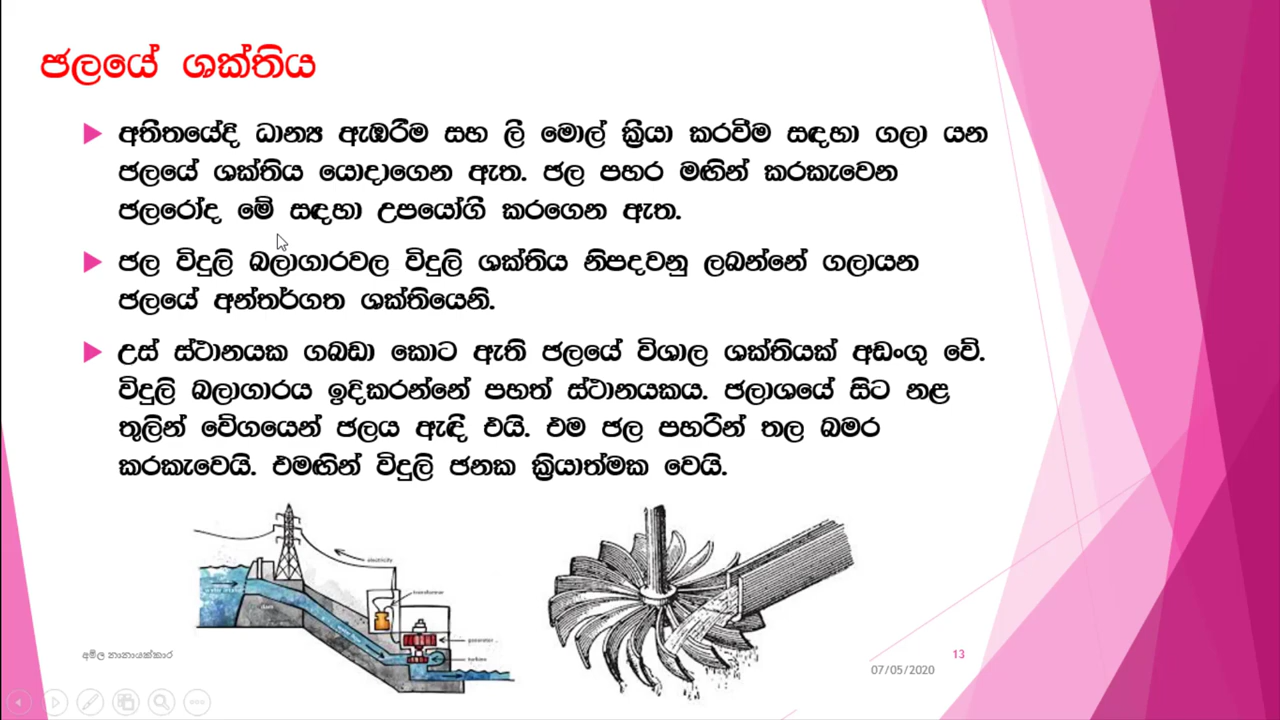 ජලයේ ශක්තිය
අතීතයේදි ධාන්‍ය ඇඹරීම සහ ලී මොල් ක්‍රීයා කරවීම සඳහා ගලා යන
ජලයේ ශක්තිය යොදාගෙන ඇත. ජල පහර මඟින් කරකැවෙන
ජලරෝද මේ සඳහා උපයෝගී කරගෙන ඇත.
ජල විදුලි බලාගාරවල විදුලි ශක්තිය නිපදවනු ලබන්නේ ගලායන
ජලයේ අන්තර්ගත ශක්තියෙනි.
උස් ස්ථානයක ගබඩා කොට ඇති ජලයේ විශාල ශක්තියක් අඩංගු වේ.
විදුලි බලාගාරය ඉදිකරන්නේ පහත් ස්ථානයකය. ජලාශයේ සිට නළ
තුලින් වේගයෙන් ජලය ඇඳී එයි. එම ජල පහරීන් තල බමර
කරකැවෙයි. එමඟින් විදුලි ජනක ක්‍රියාත්මක වෙයි.
electricity
transformer
generator
turbine
අමිල නානායක්කාර
13
07/05/2020